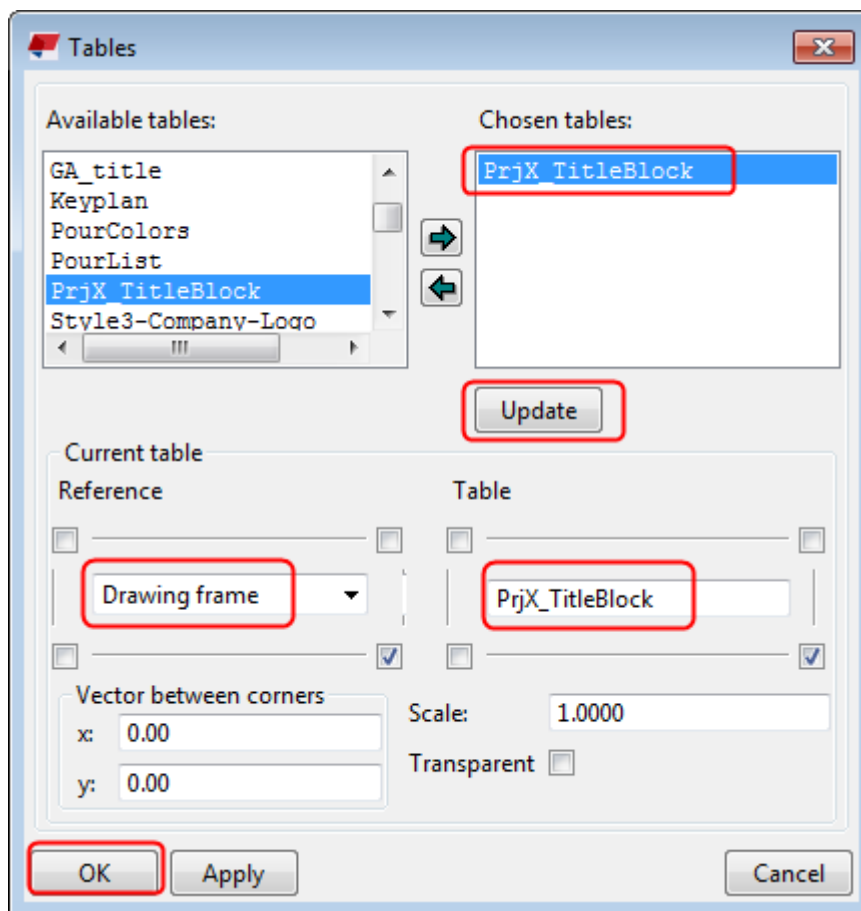 Tables
Available tables:
Chosen tables:
GA_title
Keyplan
PourColors
PourList
PrjX_TitleBlock
Style3-Company-Logo
PrjX_TitleBlock
Update
Current table
Reference
Table
Drawing frame
PrjX_TitleBlock
Vector between corners
x: 0.00
y: 0.00
Scale: 1.0000
Transparent
OK
Apply
Cancel